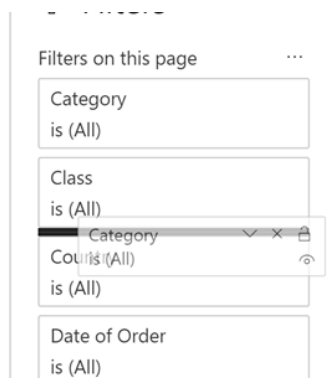 Filters on this page
Category
is (All)
Class
is (All)
Category
is (All)
is (All)
Date of Order
is (All)